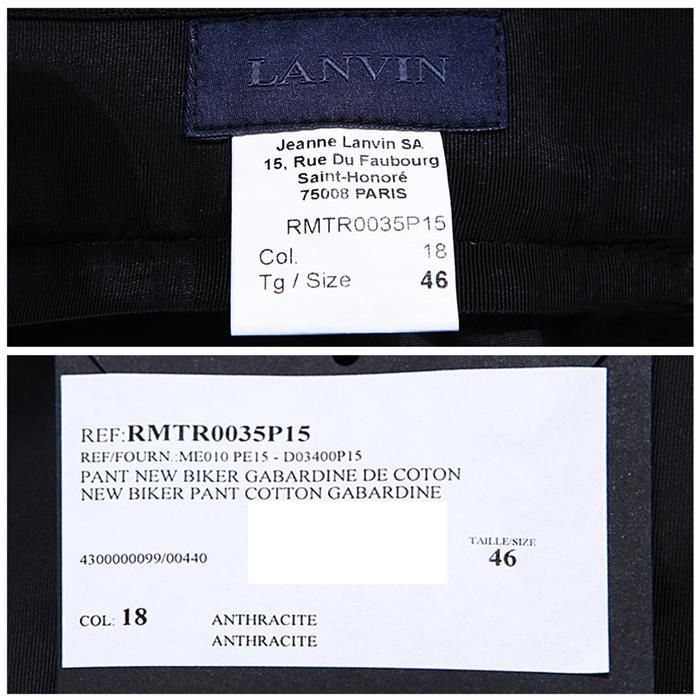 LANVIN
Jeanne Lanvin SA
15, Rue Du Faubourg
Saint-Honoré
75008 PARIS
RMTR0035P15
Col. 18
Tg / Size 46
REF:RMTR0035P15
REF/FOURN.:ME010 PE15 - D03400P15
PANT NEW BIKER GABARDINE DE COTON
NEW BIKER PANT COTTON GABARDINE
TAILLE/SIZE
4300000099/00440 46
COL: 18 ANTHRACITE
ANTHRACITE